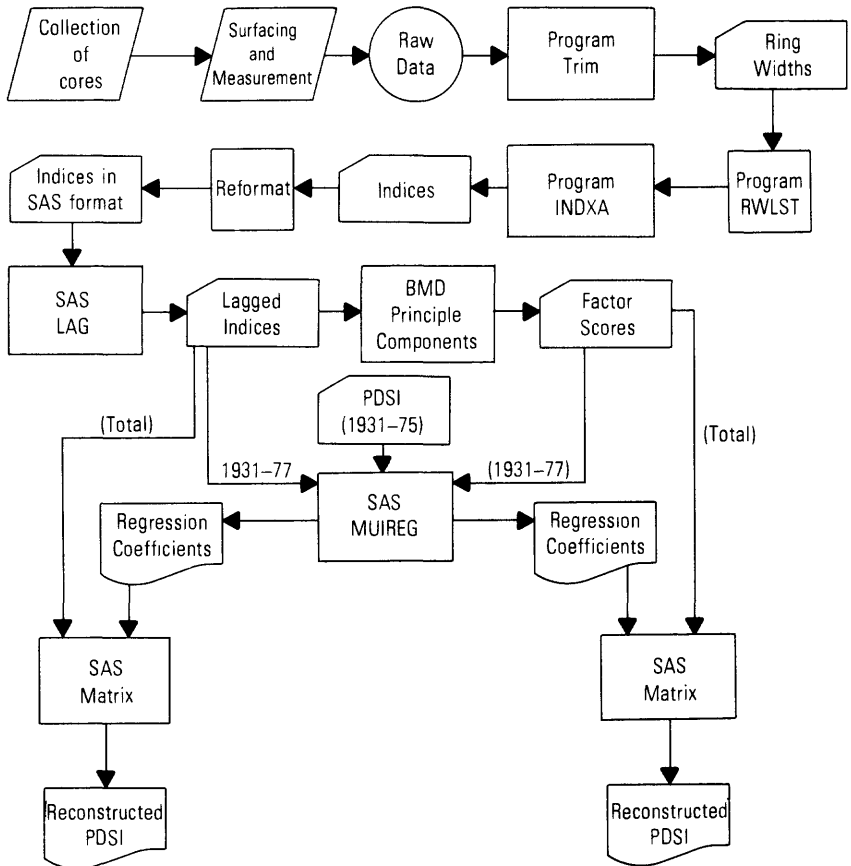 Collection
of
cores
Surfacing
and
Measurement
Raw
Data
Program
Trim
Ring
Widths
Indices in
SAS format
Reformat
Indices
Program
INDXA
Program
RWLST
SAS
LAG
Lagged
Indices
BMD
Principle
Components
Factor
Scores
(Total)
PDSI
(1931–75)
(Total)
1931–77
(1931–77)
SAS
MUIREG
Regression
Coefficients
Regression
Coefficients
SAS
Matrix
SAS
Matrix
Reconstructed
PDSI
Reconstructed
PDSI